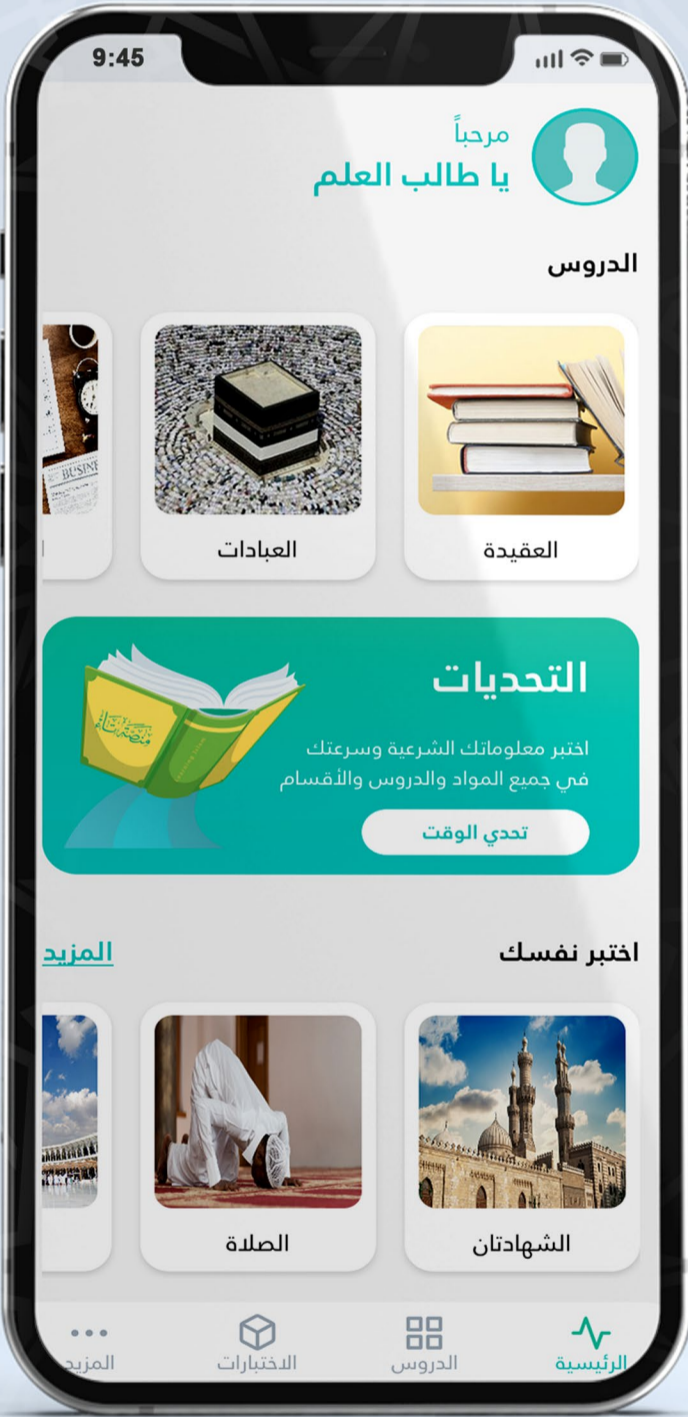 9:45
مرحباً
يا طالب العلم
الدروس
العقيدة
العبادات
BUSINE
التحديات
اختبر معلوماتك الشرعية وسرعتك
في جميع المواد والدروس والأقسام
تحدي الوقت
اختبر نفسك
المزيد
الشهادتان
الصلاة
الرئيسية
الدروس
الاختبارات
المزيد